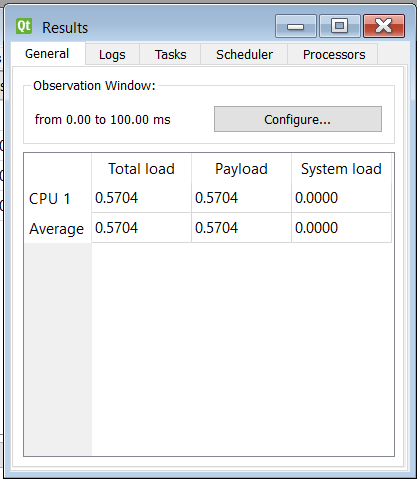 Qt Results
General Logs Tasks Scheduler Processors
Observation Window:
from 0.00 to 100.00 ms Configure...
Total load Payload System load
CPU 1 0.5704 0.5704 0.0000
Average 0.5704 0.5704 0.0000